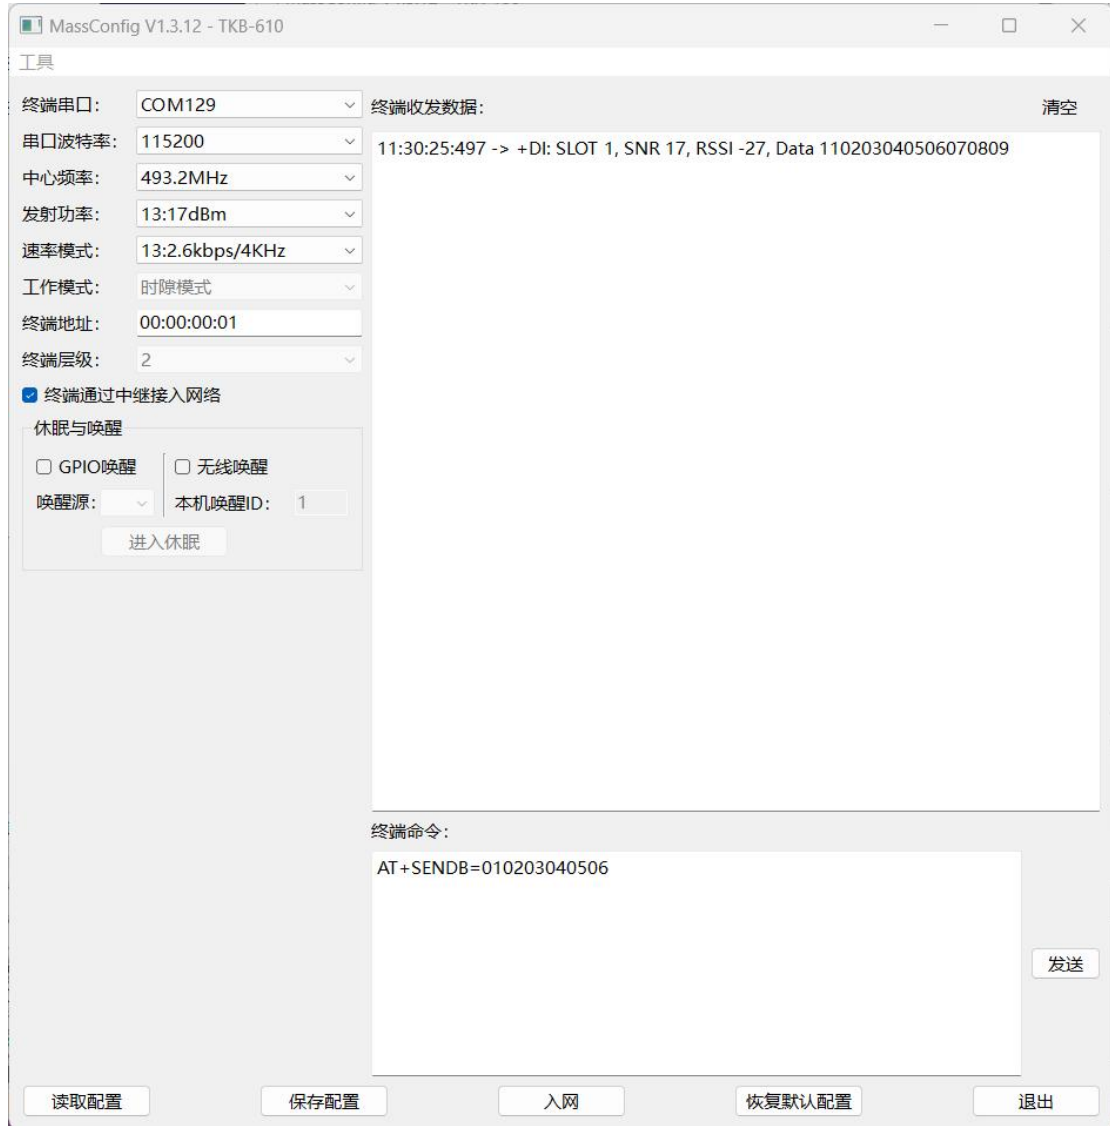 MassConfig V1.3.12 - TKB-610
工具
终端串口: COM129
串口波特率: 115200
中心频率: 493.2MHz
发射功率: 13:17dBm
速率模式: 13:2.6kbps/4KHz
工作模式: 时隙模式
终端地址: 00:00:00:01
终端层级: 2
终端通过中继接入网络
休眠与唤醒
GPIO唤醒 无线唤醒
唤醒源: 本机唤醒ID: 1
进入休眠
终端收发数据: 清空
11:30:25:497 -> +DI: SLOT 1, SNR 17, RSSI -27, Data 110203040506070809
终端命令:
AT+SENDB=010203040506
发送
读取配置 保存配置 入网 恢复默认配置 退出